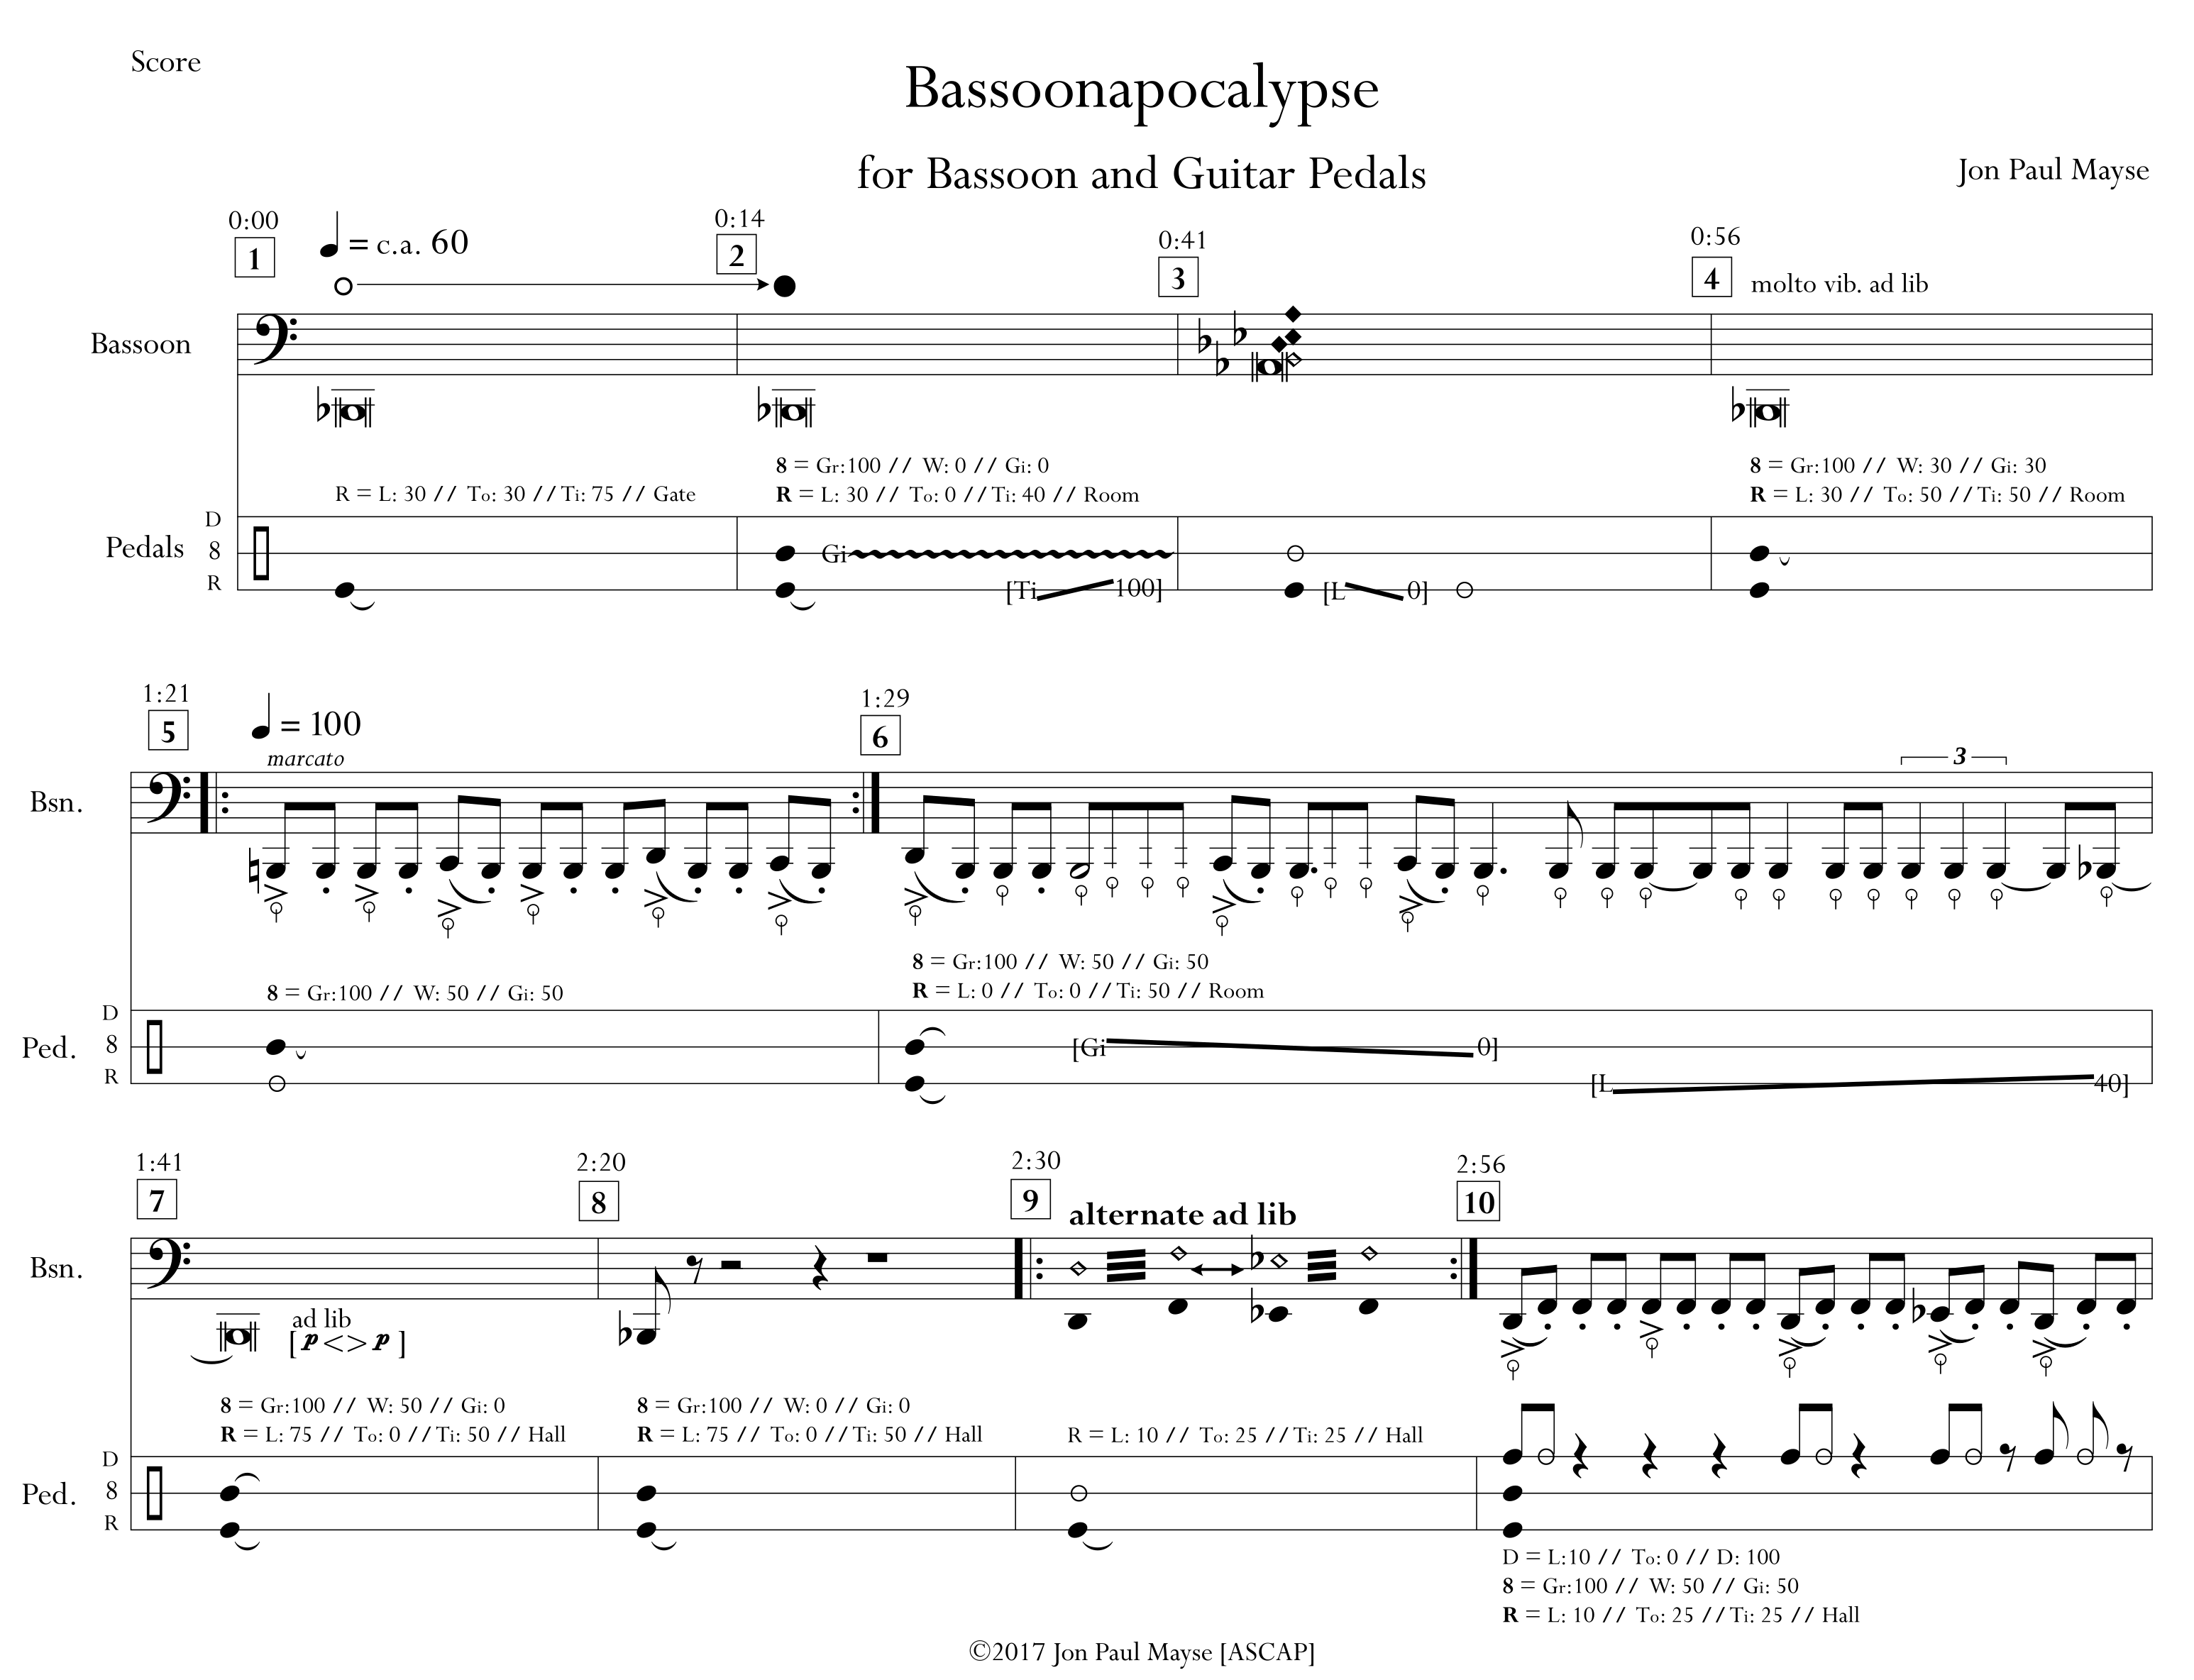 Score
Bassoonapocalypse
for Bassoon and Guitar Pedals
Jon Paul Mayse
0:00
1
= c.a. 60
0:14
2
0:41
3
0:56
4
molto vib. ad lib
Bassoon
R = L: 30 // To: 30 // Ti: 75 // Gate
8 = Gr:100 // W: 0 // Gi: 0
R = L: 30 // To: 0 // Ti: 40 // Room
8 = Gr:100 // W: 30 // Gi: 30
R = L: 30 // To: 50 // Ti: 50 // Room
Pedals
D
8
R
Gi
[Ti 100]
[L 0]
1:21
5
= 100
marcato
1:29
6
3
Bsn.
8 = Gr:100 // W: 50 // Gi: 50
8 = Gr:100 // W: 50 // Gi: 50
R = L: 0 // To: 0 // Ti: 50 // Room
Ped.
D
8
R
[Gi 0]
[L 40]
1:41
7
2:20
8
2:30
9
alternate ad lib
2:56
10
Bsn.
ad lib
[ p < > p ]
8 = Gr:100 // W: 50 // Gi: 0
R = L: 75 // To: 0 // Ti: 50 // Hall
8 = Gr:100 // W: 0 // Gi: 0
R = L: 75 // To: 0 // Ti: 50 // Hall
R = L: 10 // To: 25 // Ti: 25 // Hall
Ped.
D
8
R
D = L:10 // To: 0 // D: 100
8 = Gr:100 // W: 50 // Gi: 50
R = L: 10 // To: 25 // Ti: 25 // Hall
©2017 Jon Paul Mayse [ASCAP]